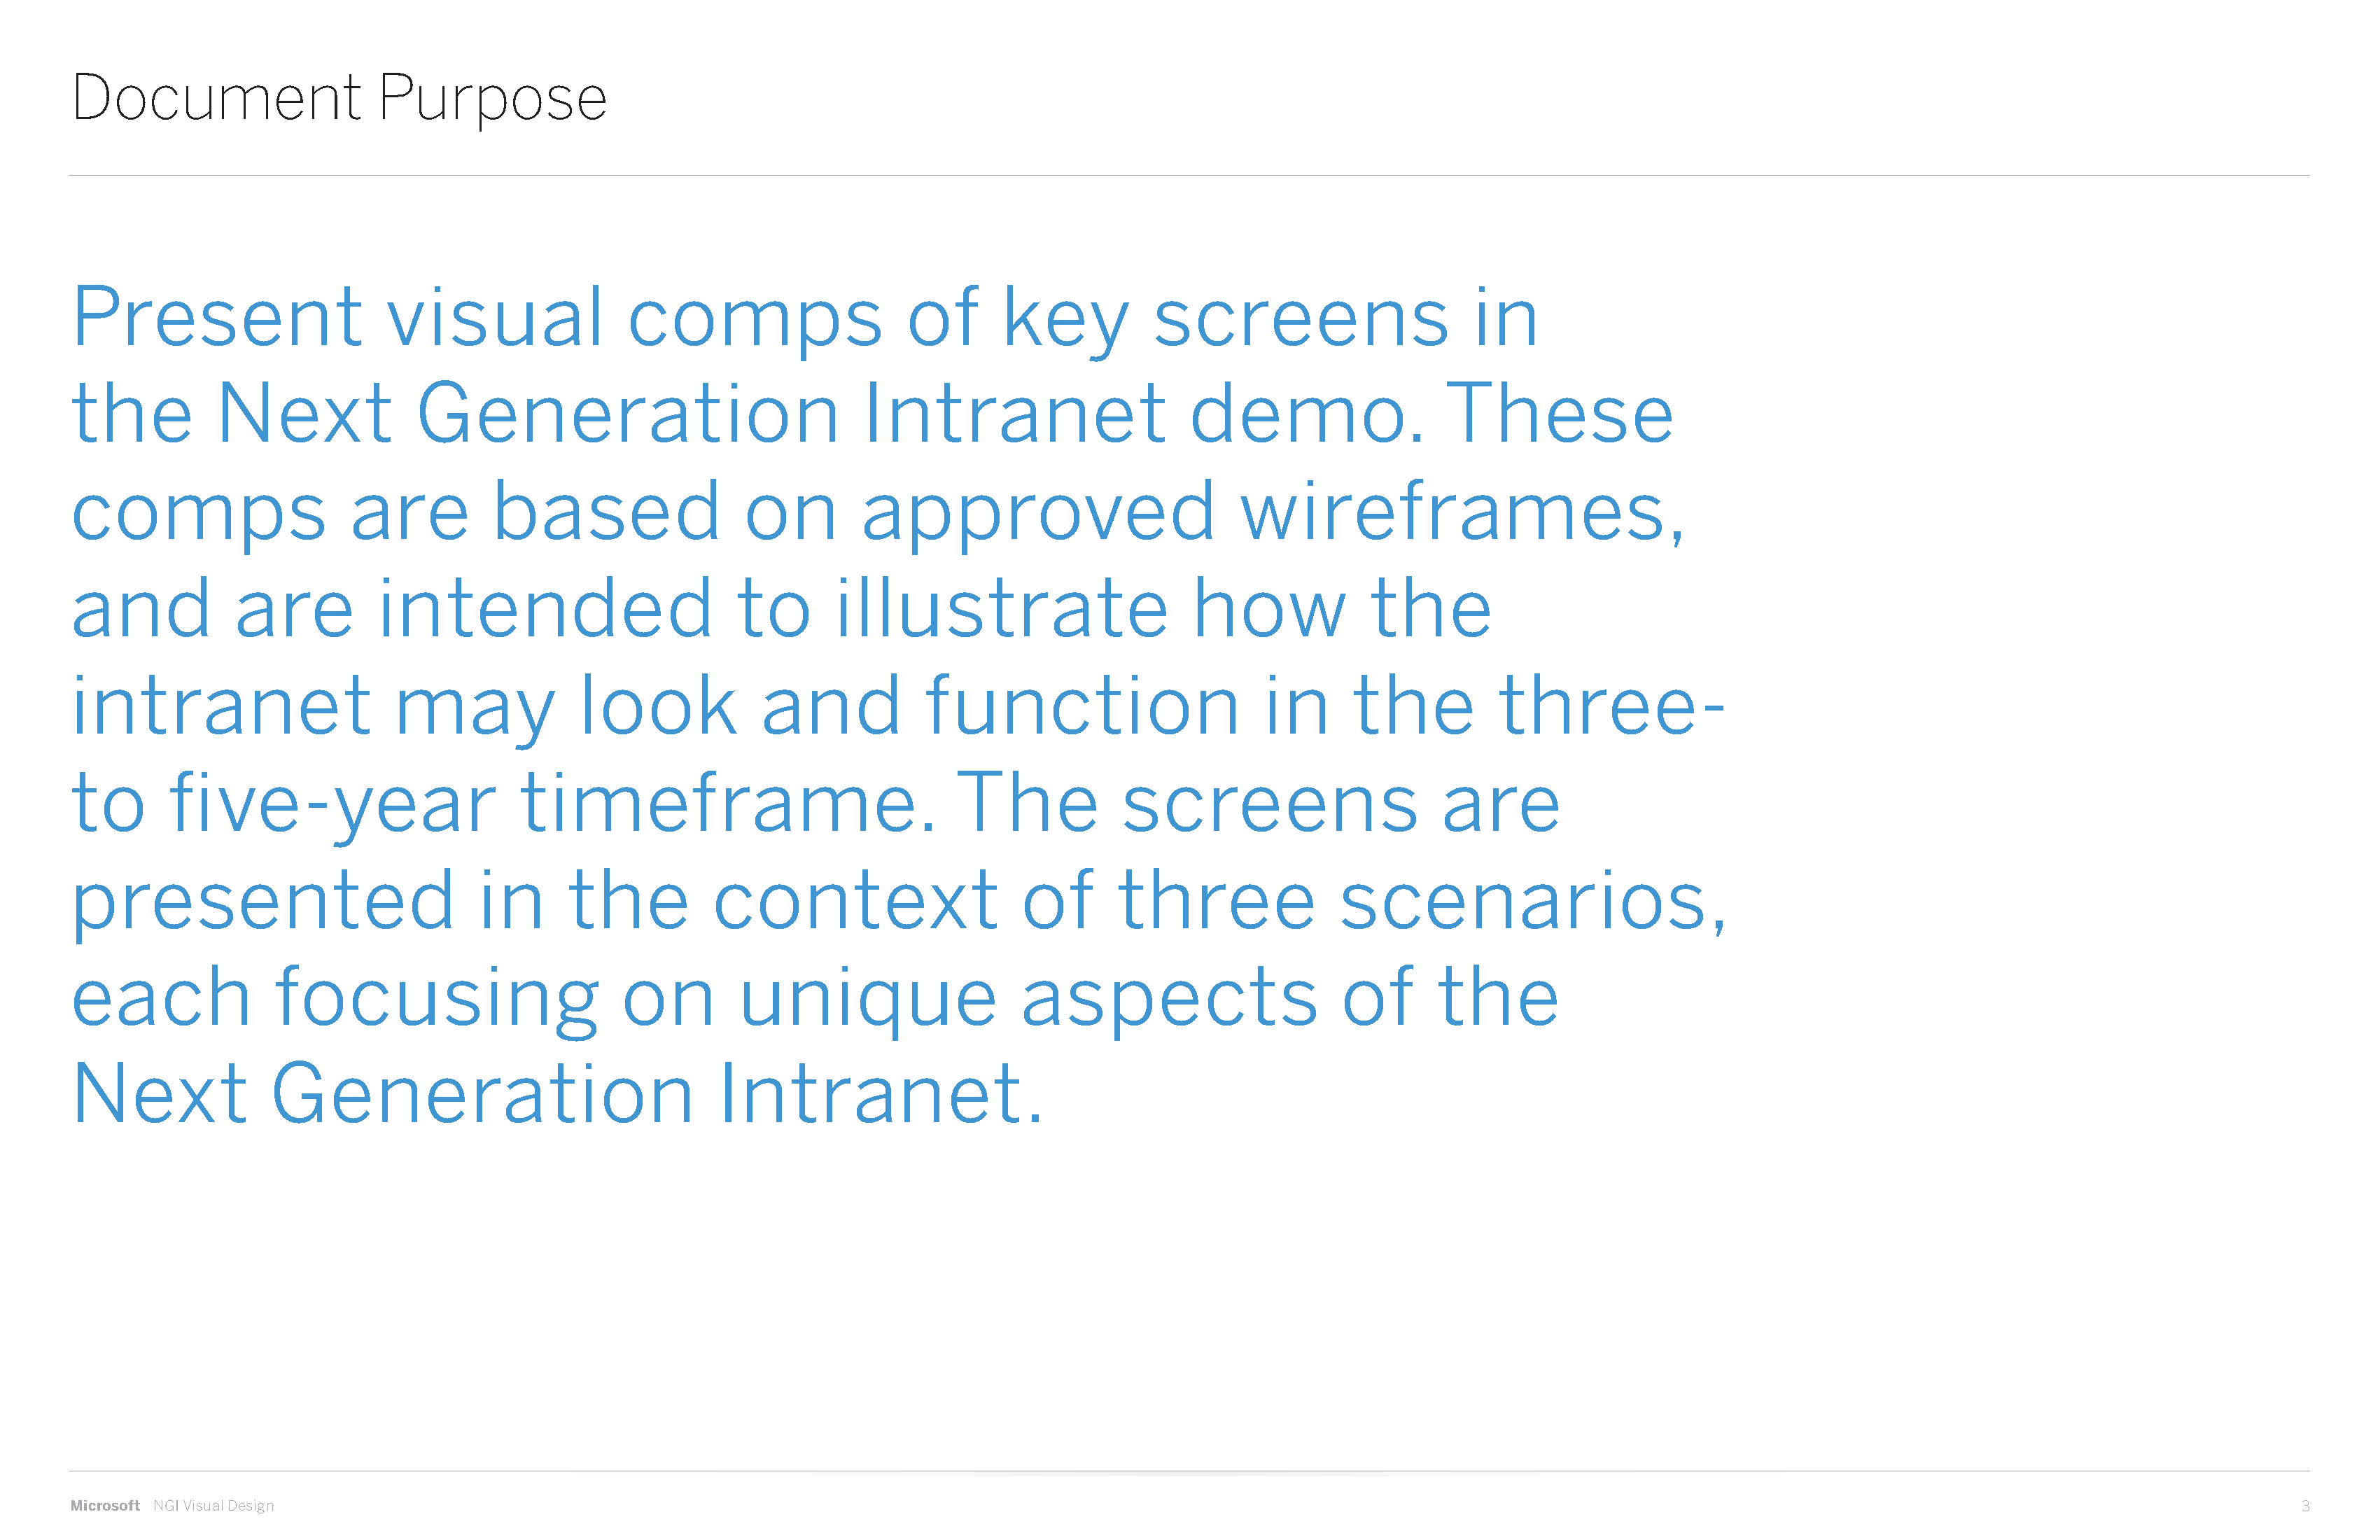 Document Purpose
Present visual comps of key screens in
the Next Generation Intranet demo. These
comps are based on approved wireframes,
and are intended to illustrate how the
intranet may look and function in the three-
to five-year timeframe. The screens are
presented in the context of three scenarios,
each focusing on unique aspects of the
Next Generation Intranet.
Microsoft NGI Visual Design
3